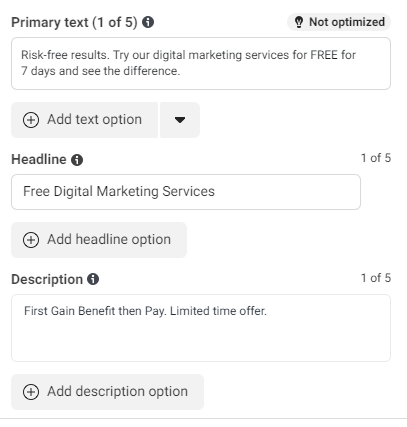 Primary text (1 of 5)
Not optimized
Risk-free results. Try our digital marketing services for FREE for
7 days and see the difference.
Add text option
Headline
1 of 5
Free Digital Marketing Services
Add headline option
Description
1 of 5
First Gain Benefit then Pay. Limited time offer.
Add description option